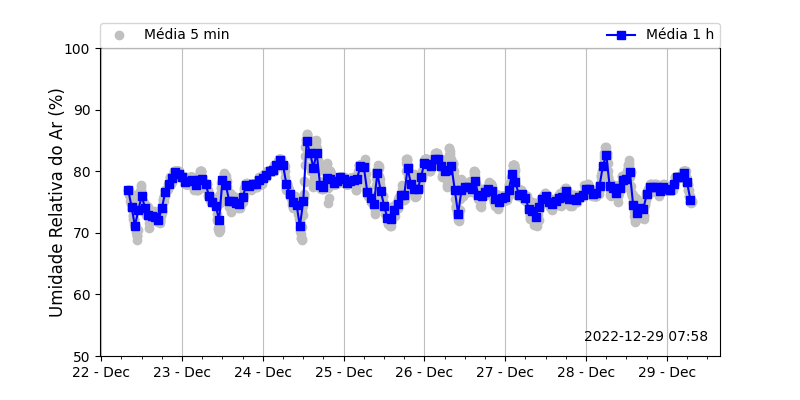 Média 5 min
Média 1 h
Umidade Relativa do Ar (%)
100
90
80
70
60
50
2022-12-29 07:58
22 - Dec
23 - Dec
24 - Dec
25 - Dec
26 - Dec
27 - Dec
28 - Dec
29 - Dec